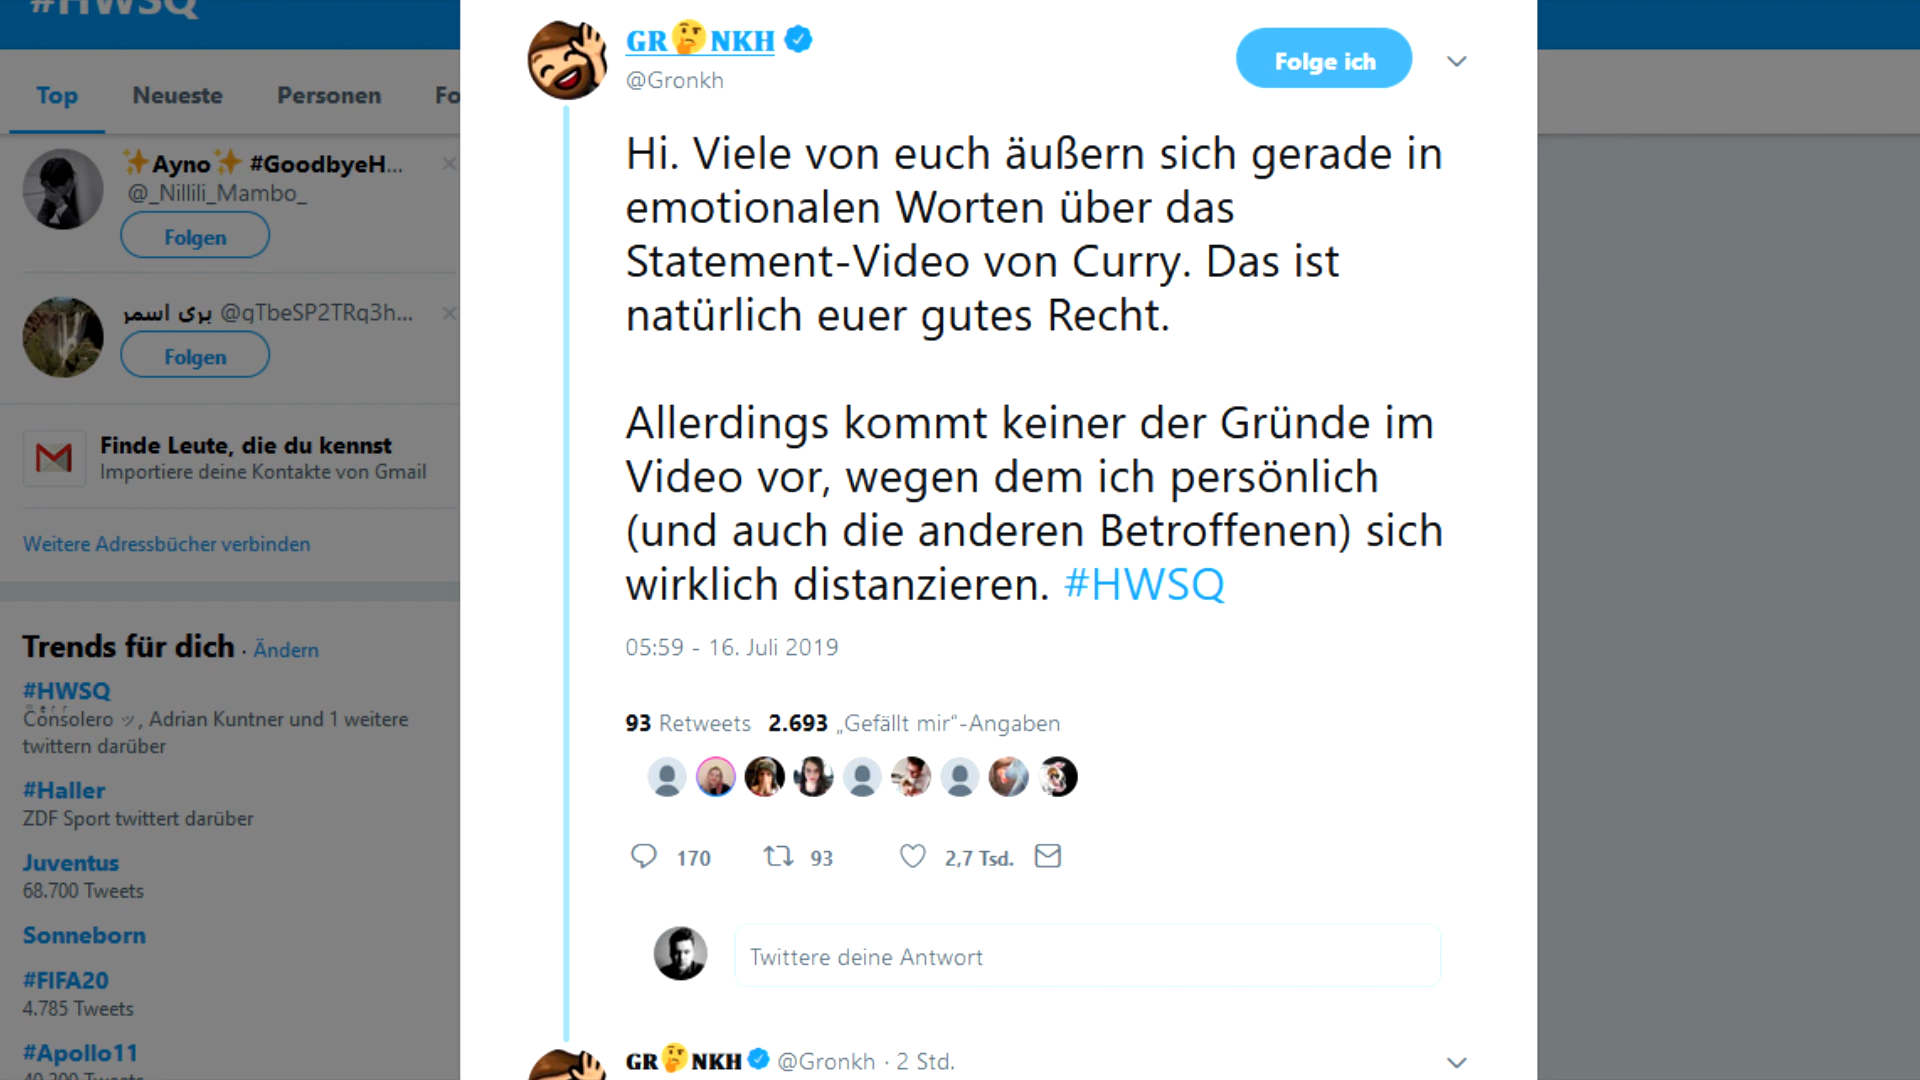 #HWSQ
Top Neueste Personen Fo
✨Ayno✨ #GoodbyeH...
@_Nillili_Mambo_
Folgen
بری اسمر @qTbeSP2TRq3h...
Folgen
Finde Leute, die du kennst
Importiere deine Kontakte von Gmail
Weitere Adressbücher verbinden
Trends für dich · Ändern
#HWSQ
Consolero ッ, Adrian Kuntner und 1 weitere
twittern darüber
#Haller
ZDF Sport twittert darüber
Juventus
68.700 Tweets
Sonneborn
#FIFA20
4.785 Tweets
#Apollo11
GR🤔NKH
@Gronkh
Folge ich
Hi. Viele von euch äußern sich gerade in
emotionalen Worten über das
Statement-Video von Curry. Das ist
natürlich euer gutes Recht.
Allerdings kommt keiner der Gründe im
Video vor, wegen dem ich persönlich
(und auch die anderen Betroffenen) sich
wirklich distanzieren. #HWSQ
05:59 - 16. Juli 2019
93 Retweets 2.693 „Gefällt mir“-Angaben
170 93 2,7 Tsd.
Twittere deine Antwort
GR🤔NKH @Gronkh · 2 Std.